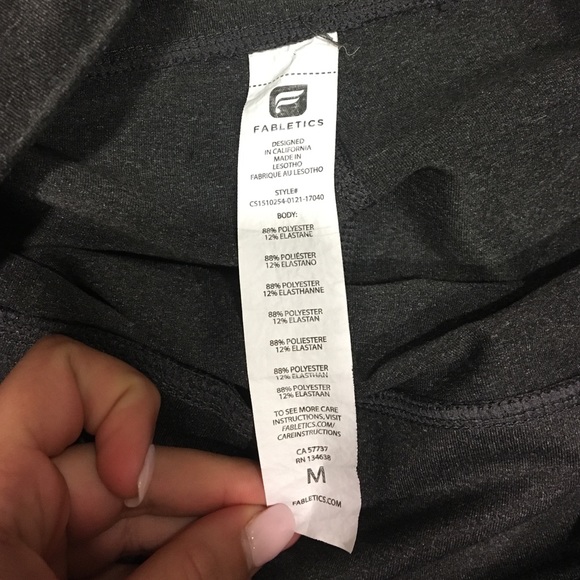 FABLETICS
DESIGNED
IN CALIFORNIA
MADE IN
LESOTHO
FABRIQUE AU LESOTHO
STYLE#
CS1510254-0121-17040
BODY:
88% POLYESTER
12% ELASTANE
88% POLIÉSTER
12% ELASTANO
88% POLYESTER
12% ELASTHANNE
88% POLYESTER
12% ELASTAN
88% POLIESTERE
12% ELASTAN
88% POLYESTER
12% ELASTHAN
88% POLYESTER
12% ELASTAAN
TO SEE MORE CARE
INSTRUCTIONS, VISIT
FABLETICS.COM/
CAREINSTRUCTIONS
CA 57737
RN 134638
M
FABLETICS.COM